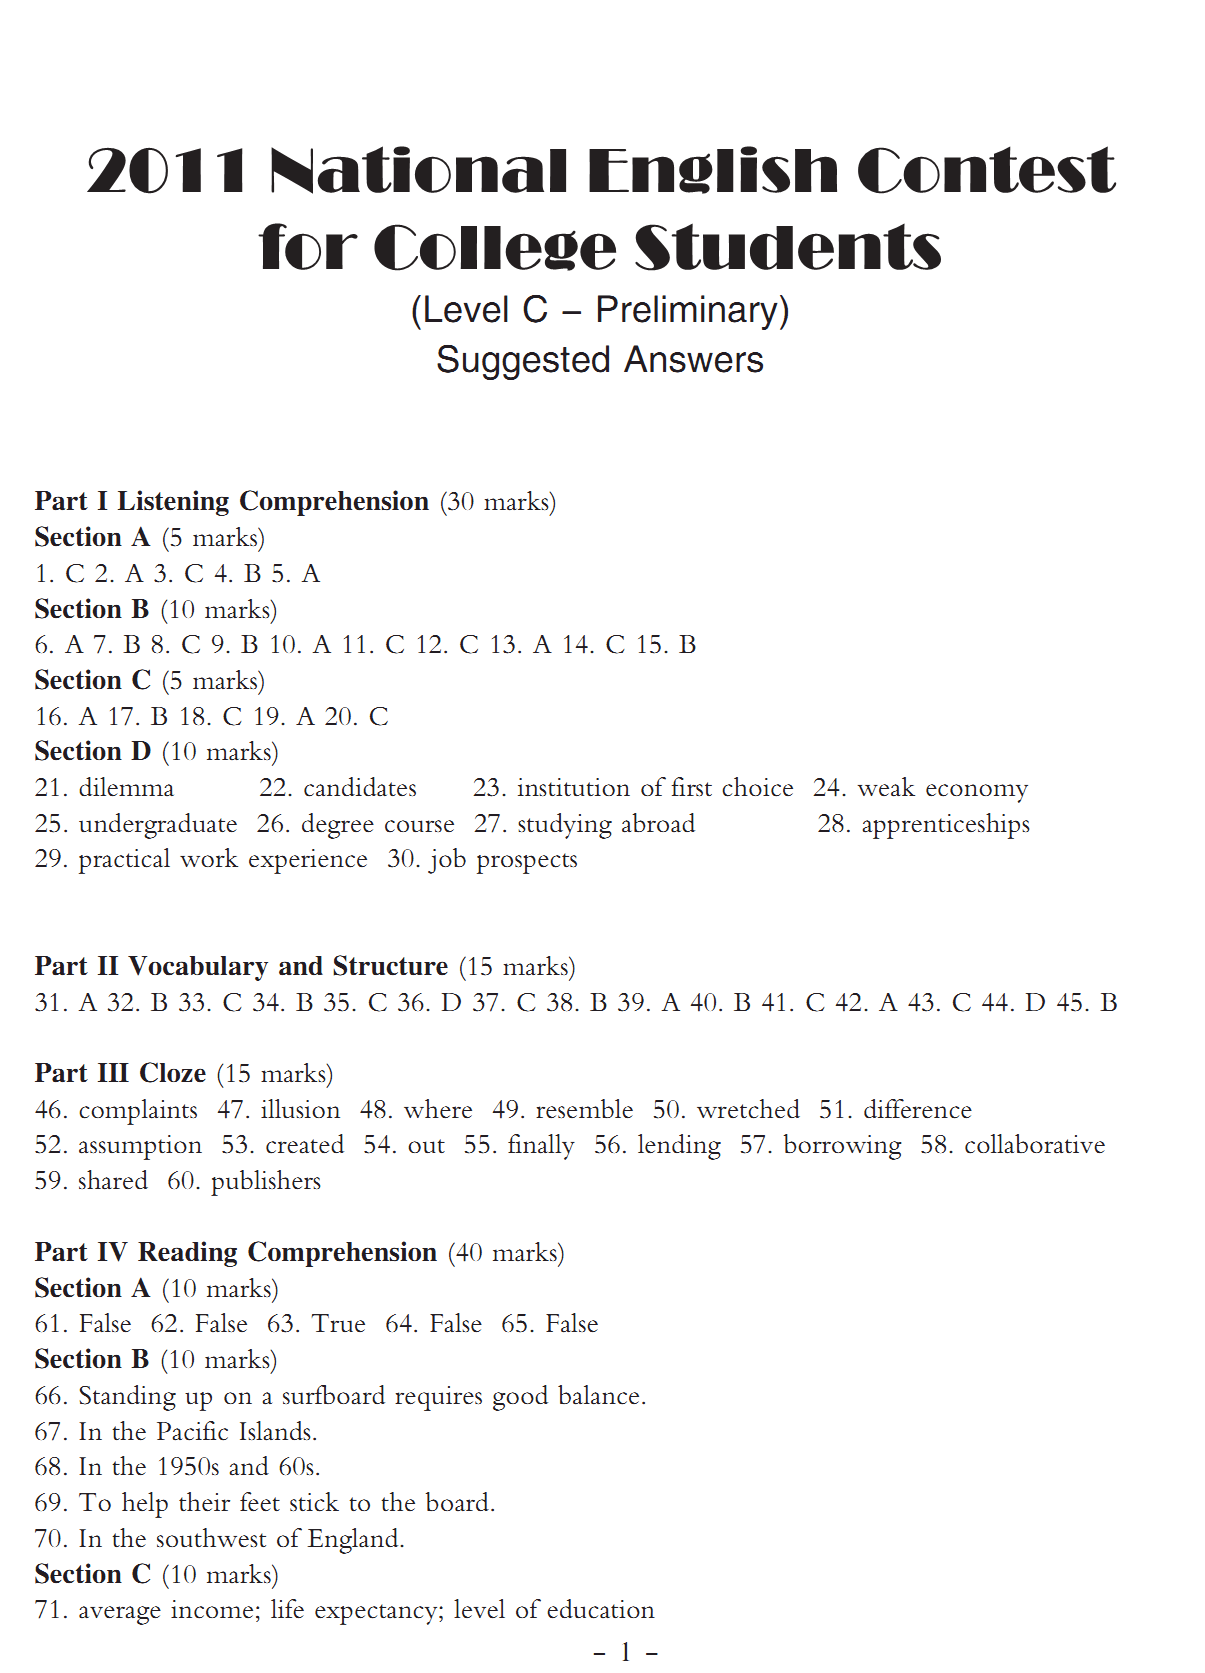 2011 National English Contest
for College Students
(Level C – Preliminary)
Suggested Answers
Part I Listening Comprehension (30 marks)
Section A (5 marks)
1. C 2. A 3. C 4. B 5. A
Section B (10 marks)
6. A 7. B 8. C 9. B 10. A 11. C 12. C 13. A 14. C 15. B
Section C (5 marks)
16. A 17. B 18. C 19. A 20. C
Section D (10 marks)
21. dilemma 22. candidates 23. institution of first choice 24. weak economy
25. undergraduate 26. degree course 27. studying abroad 28. apprenticeships
29. practical work experience 30. job prospects
Part II Vocabulary and Structure (15 marks)
31. A 32. B 33. C 34. B 35. C 36. D 37. C 38. B 39. A 40. B 41. C 42. A 43. C 44. D 45. B
Part III Cloze (15 marks)
46. complaints 47. illusion 48. where 49. resemble 50. wretched 51. difference
52. assumption 53. created 54. out 55. finally 56. lending 57. borrowing 58. collaborative
59. shared 60. publishers
Part IV Reading Comprehension (40 marks)
Section A (10 marks)
61. False 62. False 63. True 64. False 65. False
Section B (10 marks)
66. Standing up on a surfboard requires good balance.
67. In the Pacific Islands.
68. In the 1950s and 60s.
69. To help their feet stick to the board.
70. In the southwest of England.
Section C (10 marks)
71. average income; life expectancy; level of education
– 1 –